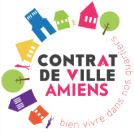 CONTRAT
DE VILLE
AMIENS
bien vivre dans nos quartiers